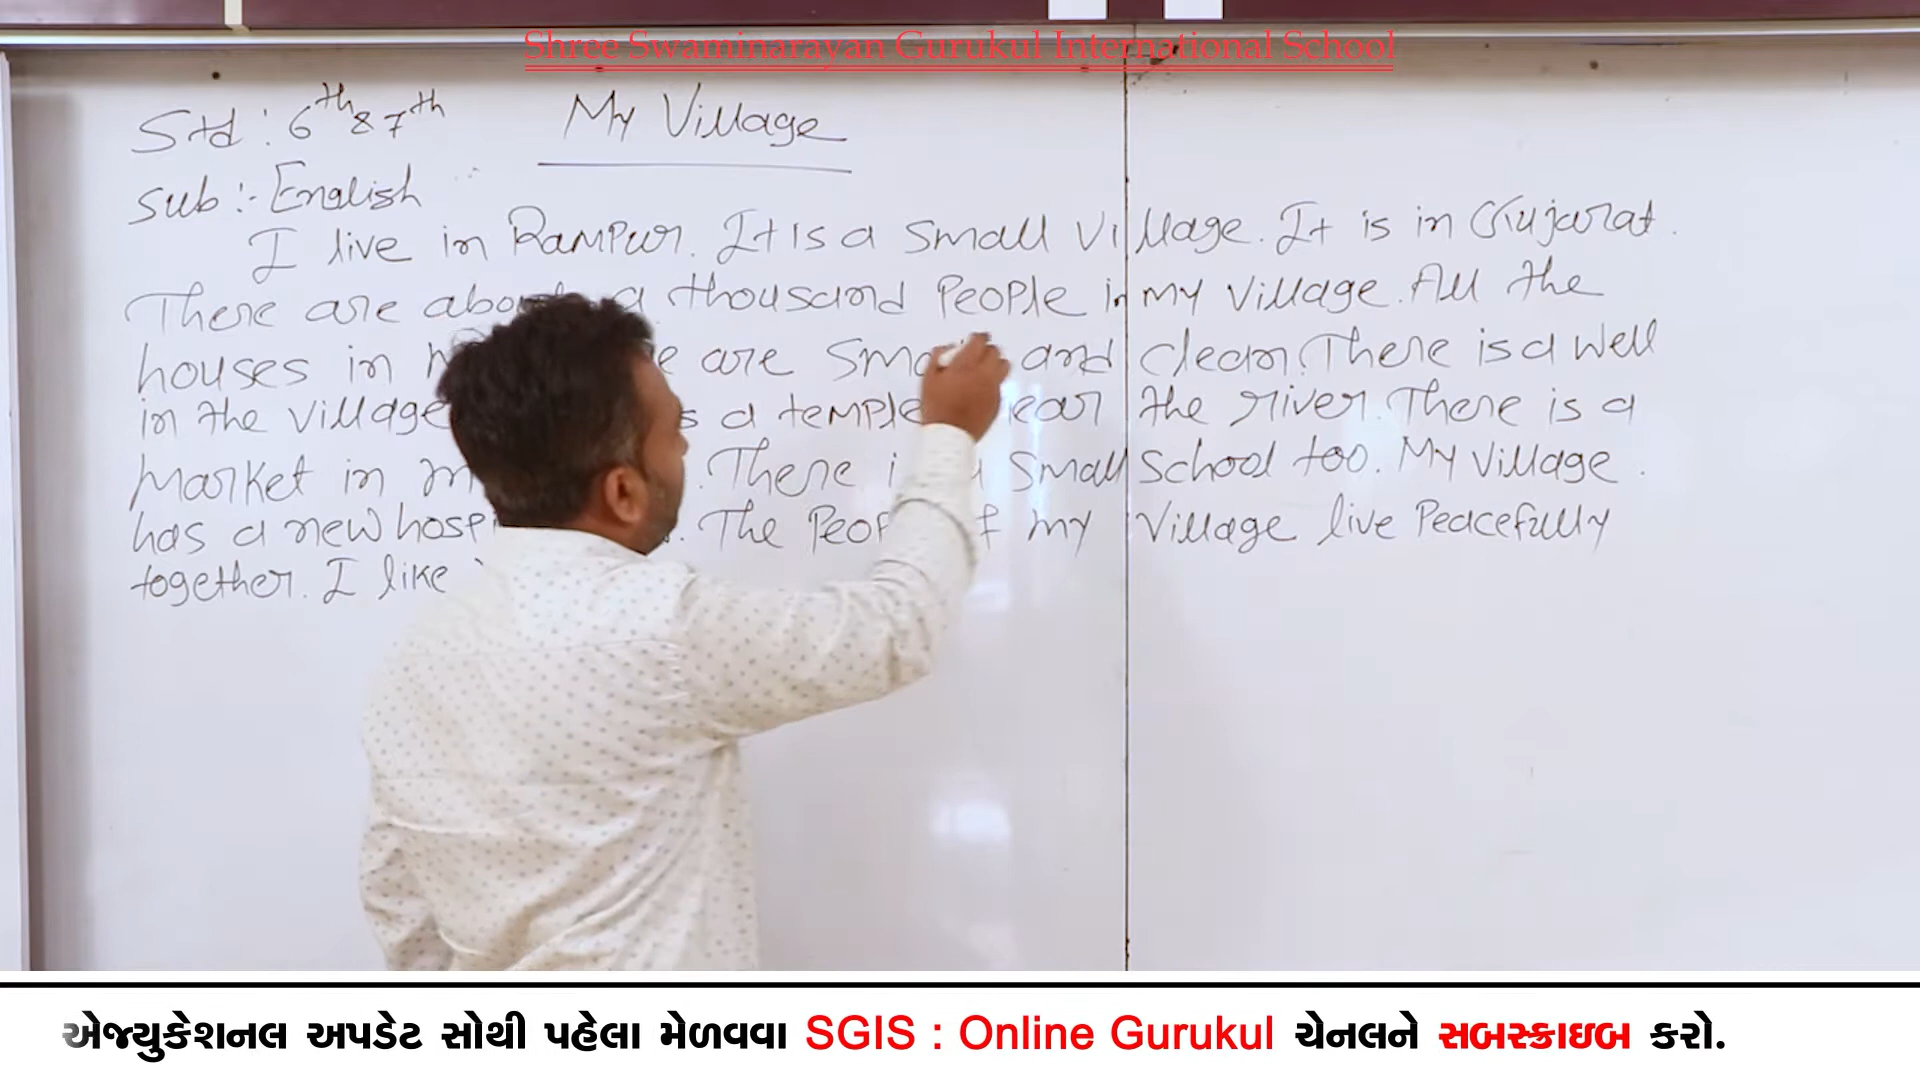 Shree Swaminarayan Gurukul International School
Std : 6th & 7th
My Village
Sub :- English
I live in Rampur. It is a small village. It is in Gujarat.
There are about a thousand people in my village. All the
houses in are small and clean. There is a well
in the village a temple near the river. There is a
market in There is a small school too. My village
has a new The people of my village live peacefully
together. I like
એજ્યુકેશનલ અપડેટ સૌથી પહેલા મેળવવા SGIS : Online Gurukul ચેનલને સબસ્ક્રાઇબ કરો.